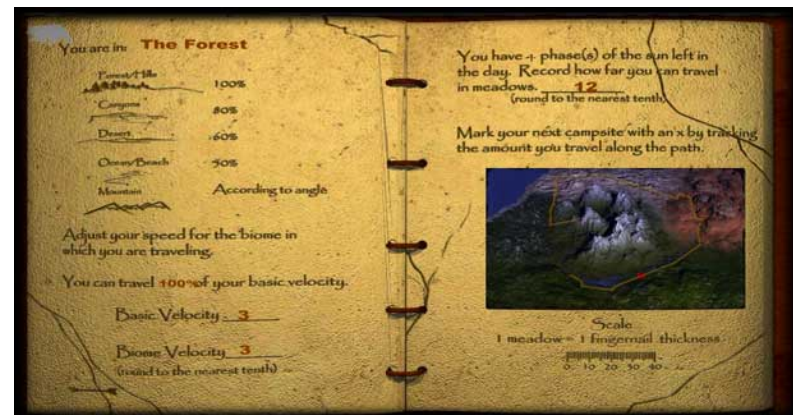 You are in: The Forest
Forest/Hills 100%
Canyons 80%
Desert 60%
Ocean/Beach 50%
Mountain According to angle
Adjust your speed for the biome in
which you are traveling.
You can travel 100% of your basic velocity.
Basic Velocity 3
Biome Velocity 3
(round to the nearest tenth)
You have 4 phase(s) of the sun left in
the day. Record how far you can travel
in meadows. 12
(round to the nearest tenth)
Mark your next campsite with an x by tracking
the amount you travel along the path.
Scale
1 meadow = 1 fingernail thickness
0 10 20 30 40